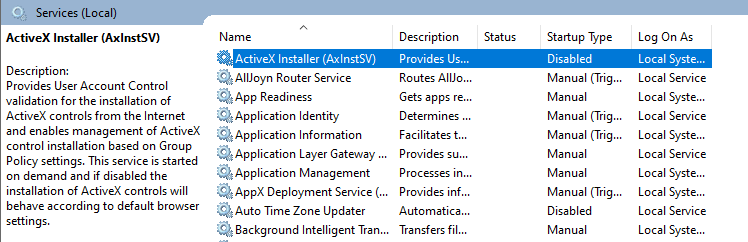 Services (Local)
ActiveX Installer (AxInstSV)
Description:
Provides User Account Control
validation for the installation of
ActiveX controls from the Internet
and enables management of ActiveX
control installation based on Group
Policy settings. This service is started
on demand and if disabled the
installation of ActiveX controls will
behave according to default browser
settings.
Name Description Status Startup Type Log On As
ActiveX Installer (AxInstSV) Provides Us... Disabled Local Syste...
AllJoyn Router Service Routes AllJo... Manual (Trig... Local Service
App Readiness Gets apps re... Manual Local Syste...
Application Identity Determines ... Manual (Trig... Local Service
Application Information Facilitates t... Manual (Trig... Local Syste...
Application Layer Gateway ... Provides su... Manual Local Service
Application Management Processes in... Manual Local Syste...
AppX Deployment Service (... Provides inf... Manual (Trig... Local Syste...
Auto Time Zone Updater Automatica... Disabled Local Service
Background Intelligent Tran... Transfers fil... Manual Local Syste...